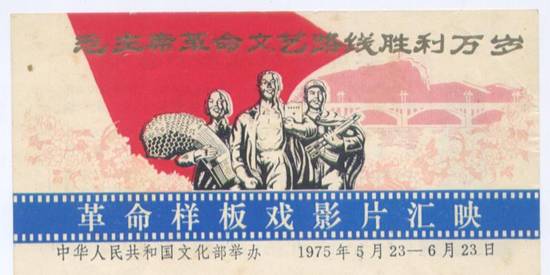 毛主席革命文艺路线胜利万岁
革命样板戏影片汇映
中华人民共和国文化部举办 1975年5月23—6月23日